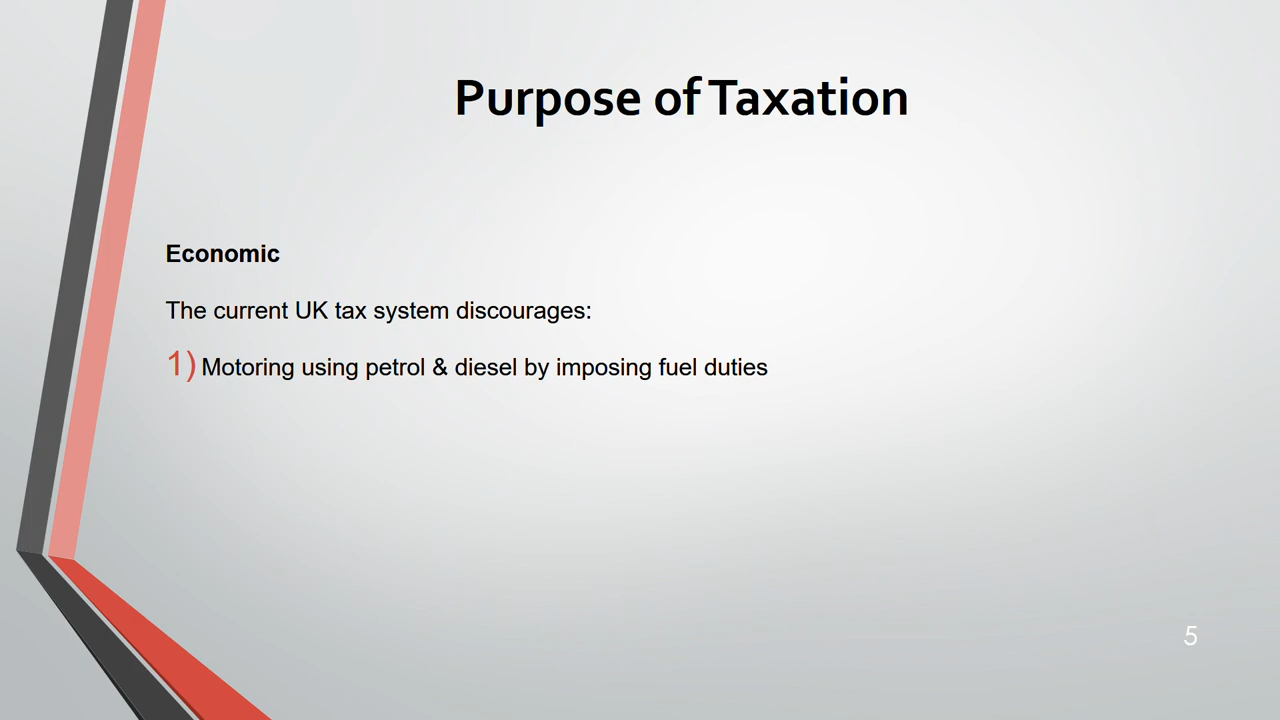 Purpose of Taxation
Economic
The current UK tax system discourages:
1) Motoring using petrol & diesel by imposing fuel duties
5